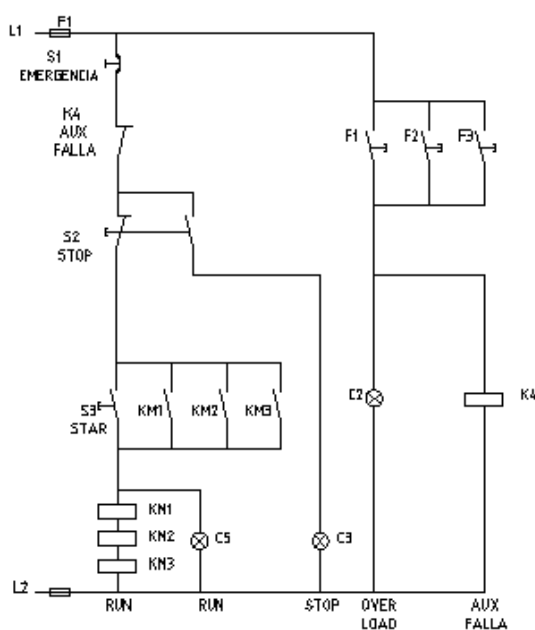 L1
F1
S1
EMERGENCIA
K4
AUX
FALLA
F1
F2
F3
S2
STOP
S3
STAR
KM1
KM2
KM3
E2
K4
KN1
KN2
KN3
C5
C3
L2
RUN
RUN
STOP
OVER
LOAD
AUX
FALLA